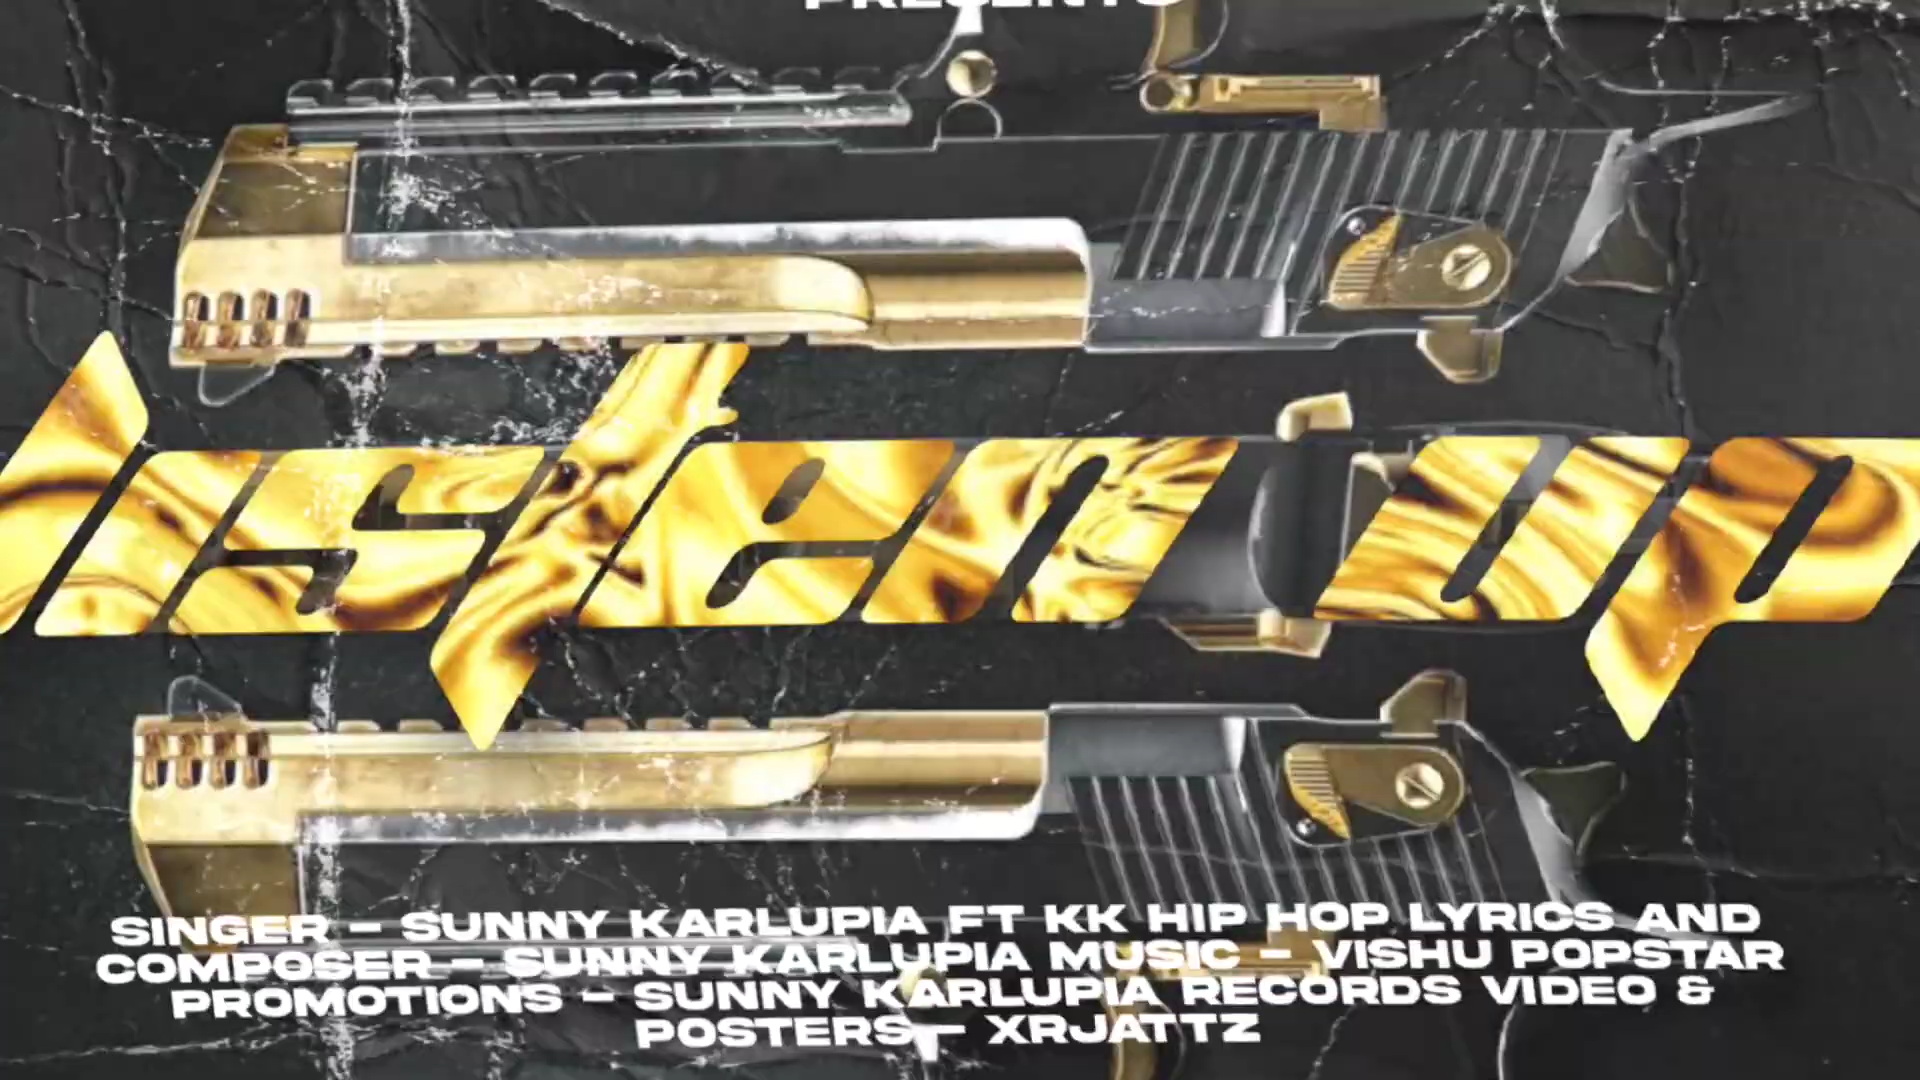 PRESENTS
listen up
SINGER - SUNNY KARLUPIA FT KK HIP HOP LYRICS AND
COMPOSER - SUNNY KARLUPIA MUSIC - VISHU POPSTAR
PROMOTIONS - SUNNY KARLUPIA RECORDS VIDEO &
POSTERS - XRJATTZ